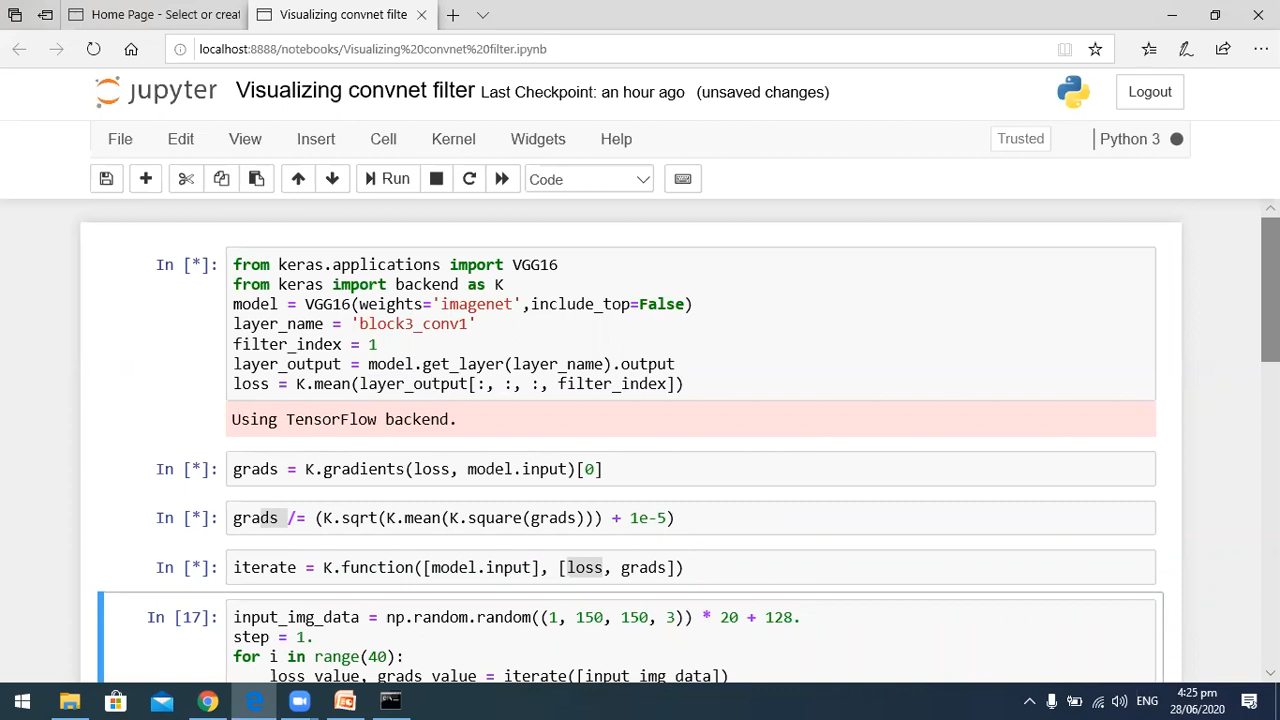 Home Page - Select or creat
Visualizing convnet filte
localhost:8888/notebooks/Visualizing%20convnet%20filter.ipynb
jupyter Visualizing convnet filter Last Checkpoint: an hour ago (unsaved changes)
Logout
File Edit View Insert Cell Kernel Widgets Help
Trusted
Python 3
Run
Code
In [*]:
from keras.applications import VGG16
from keras import backend as K
model = VGG16(weights='imagenet',include_top=False)
layer_name = 'block3_conv1'
filter_index = 1
layer_output = model.get_layer(layer_name).output
loss = K.mean(layer_output[:, :, :, filter_index])
Using TensorFlow backend.
In [*]:
grads = K.gradients(loss, model.input)[0]
In [*]:
grads /= (K.sqrt(K.mean(K.square(grads))) + 1e-5)
In [*]:
iterate = K.function([model.input], [loss, grads])
In [17]:
input_img_data = np.random.random((1, 150, 150, 3)) * 20 + 128.
step = 1.
for i in range(40):
loss_value, grads_value = iterate([input_img_data])
ENG
4:25 pm
28/06/2020